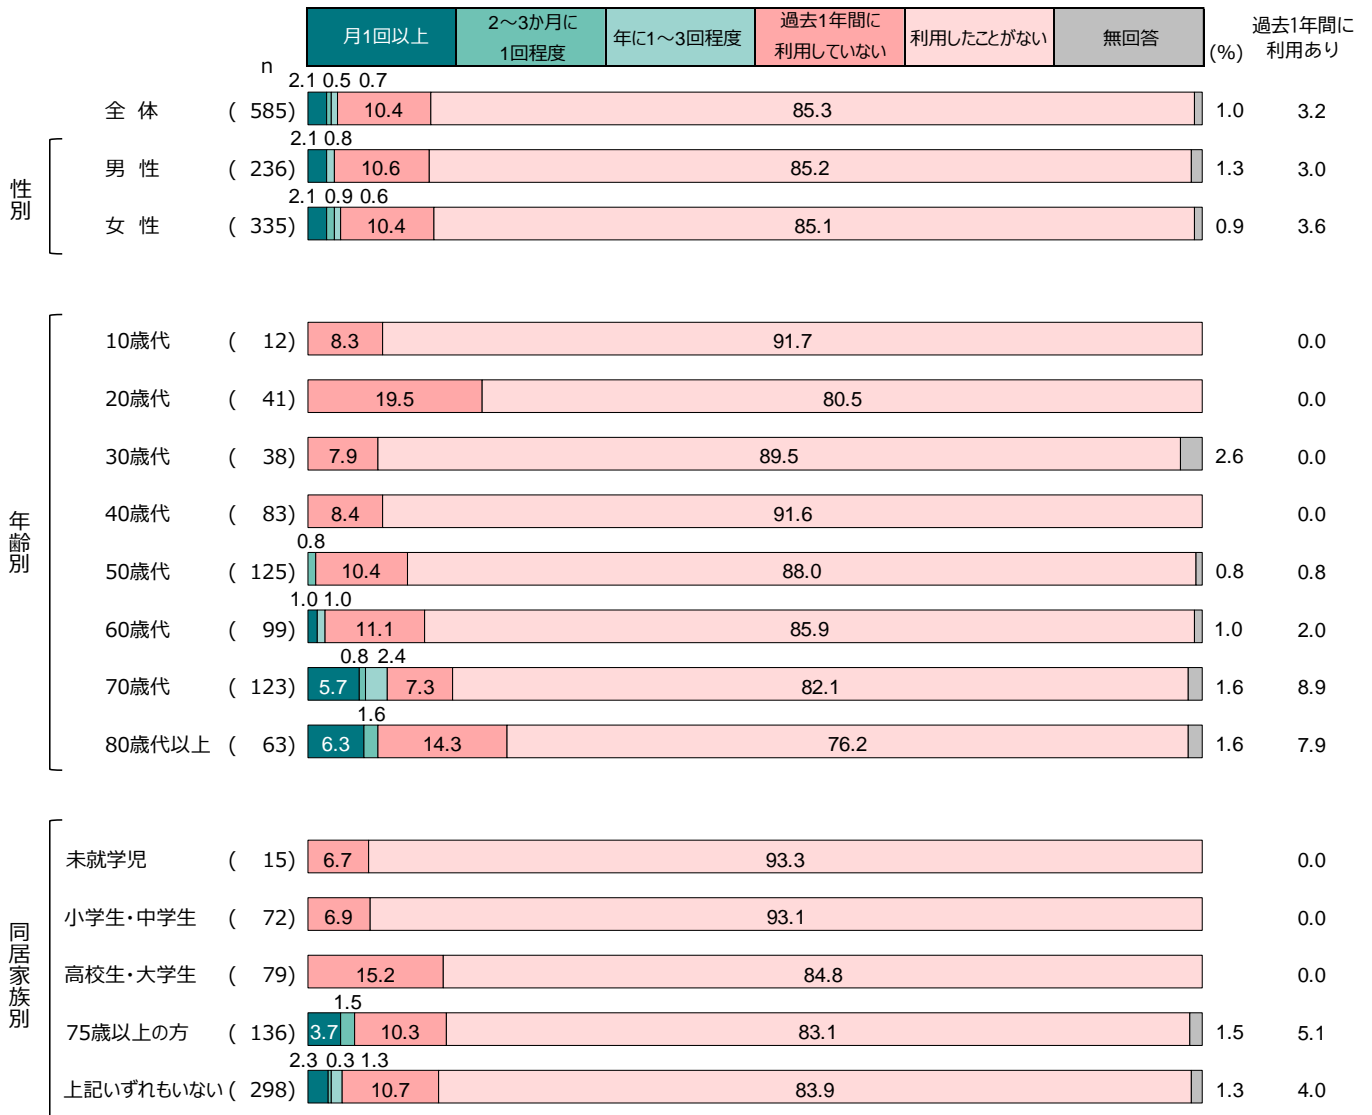 月1回以上 2～3か月に1回程度 年に1～3回程度 過去1年間に利用していない 利用したことがない 無回答 (%) 過去1年間に利用あり
n
2.1 0.5 0.7
全 体 ( 585) 10.4 85.3 1.0 3.2
性別
2.1 0.8
男 性 ( 236) 10.6 85.2 1.3 3.0
2.1 0.9 0.6
女 性 ( 335) 10.4 85.1 0.9 3.6
年齢別
10歳代 ( 12) 8.3 91.7 0.0
20歳代 ( 41) 19.5 80.5 0.0
30歳代 ( 38) 7.9 89.5 2.6 0.0
40歳代 ( 83) 8.4 91.6 0.0
0.8
50歳代 ( 125) 10.4 88.0 0.8 0.8
1.0 1.0
60歳代 ( 99) 11.1 85.9 1.0 2.0
0.8 2.4
70歳代 ( 123) 5.7 7.3 82.1 1.6 8.9
1.6
80歳代以上 ( 63) 6.3 14.3 76.2 1.6 7.9
同居家族別
未就学児 ( 15) 6.7 93.3 0.0
小学生・中学生 ( 72) 6.9 93.1 0.0
高校生・大学生 ( 79) 15.2 84.8 0.0
1.5
75歳以上の方 ( 136) 3.7 10.3 83.1 1.5 5.1
2.3 0.3 1.3
上記いずれもいない ( 298) 10.7 83.9 1.3 4.0